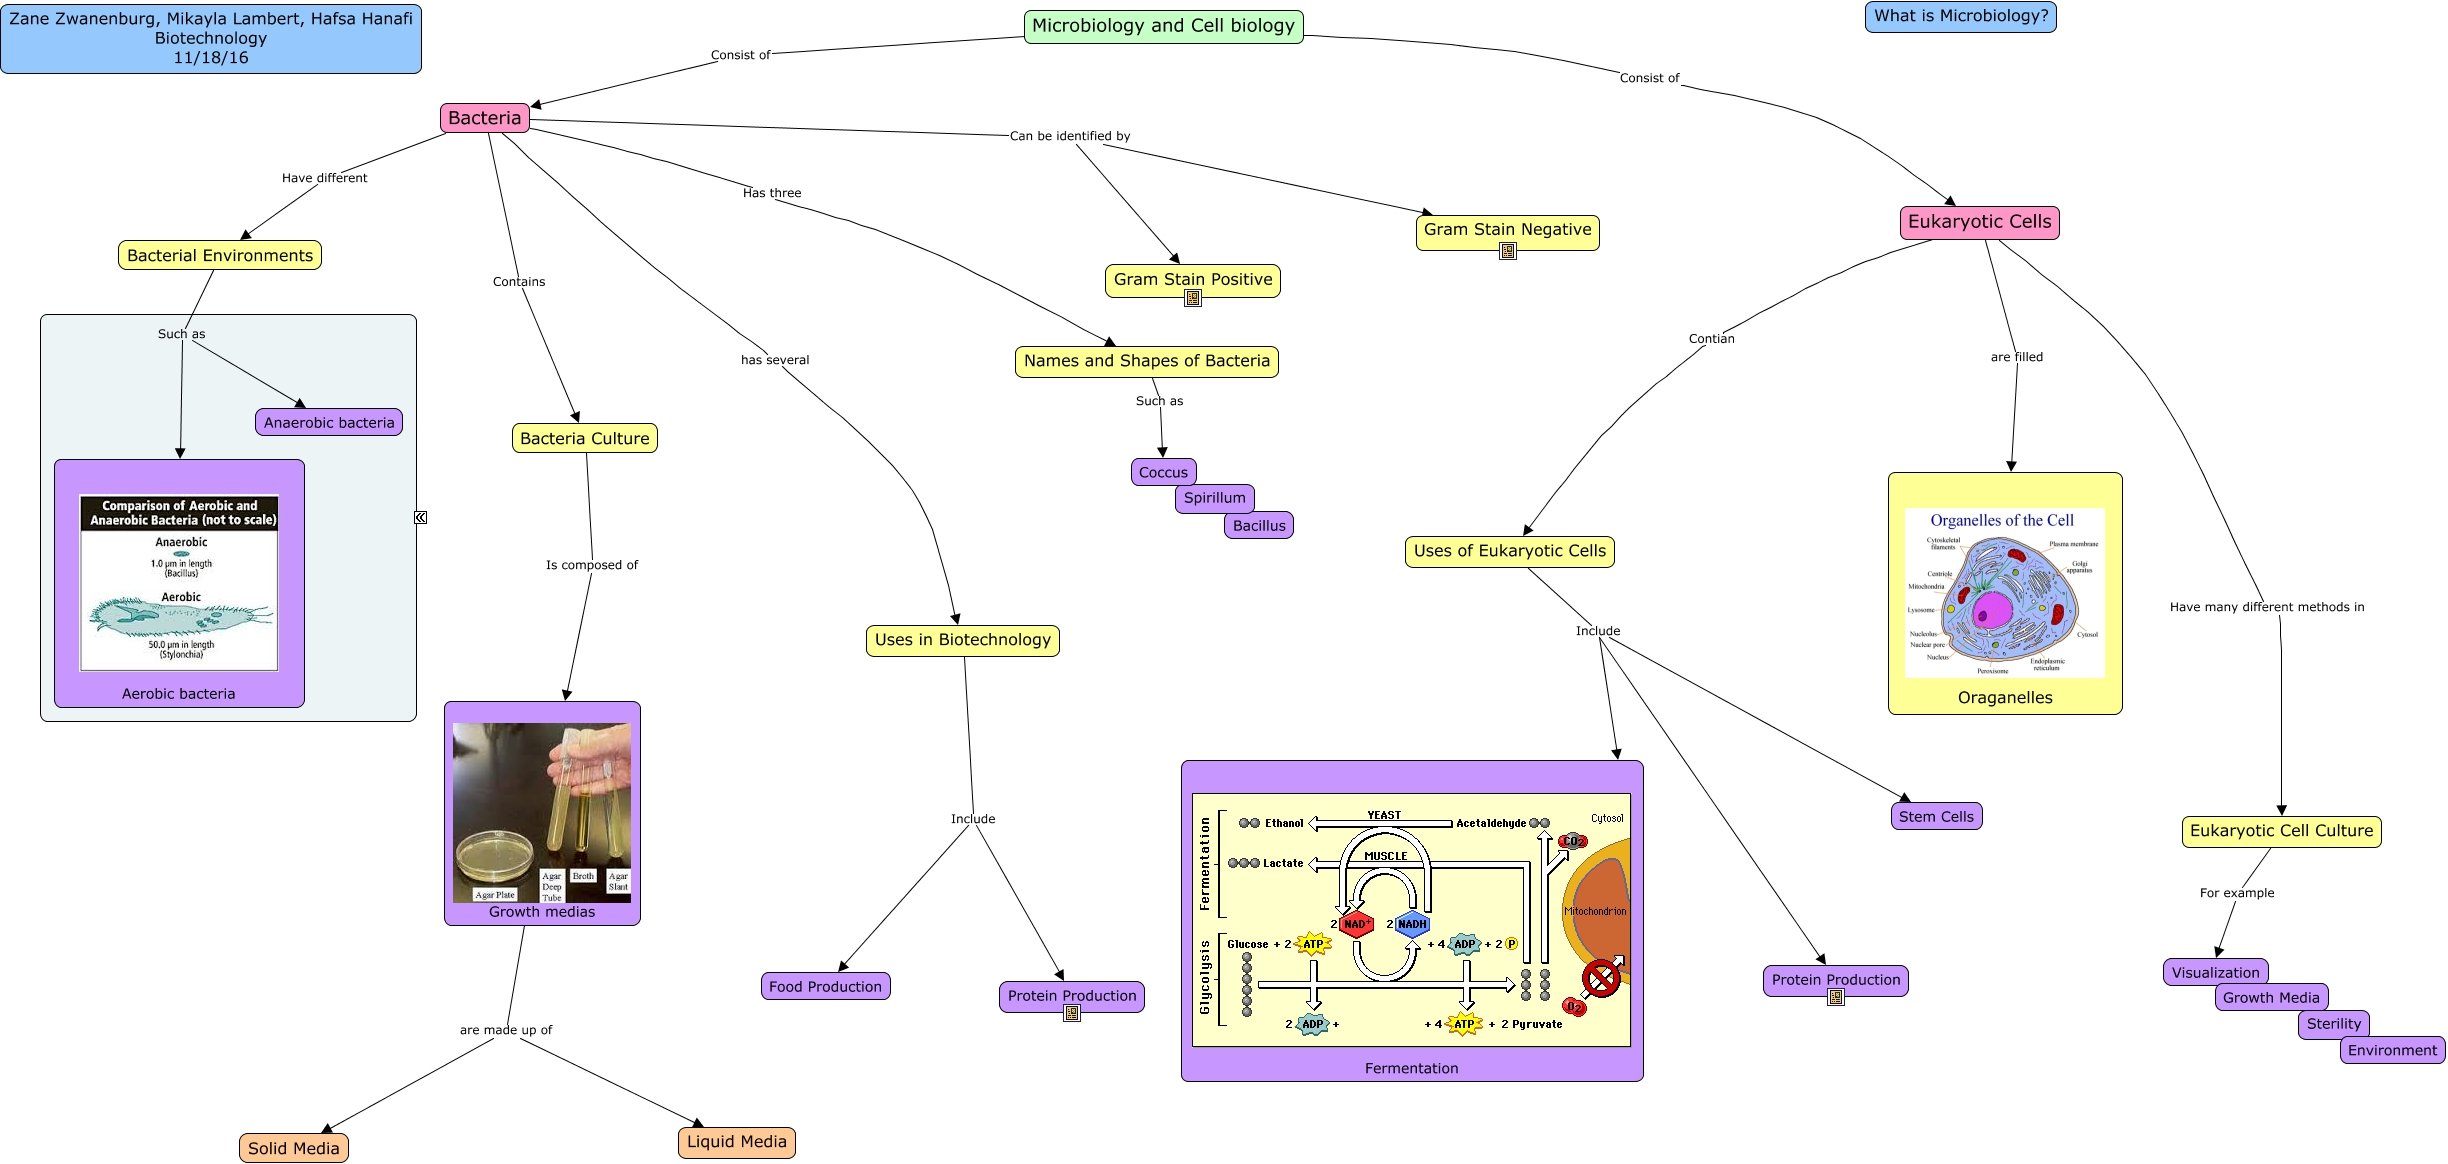 Zane Zwanenburg, Mikayla Lambert, Hafsa Hanafi
Biotechnology
11/18/16
Microbiology and Cell biology
What is Microbiology?
Consist of
Consist of
Bacteria
Can be identified by
Have different
Has three
Eukaryotic Cells
Gram Stain Negative
Bacterial Environments
Gram Stain Positive
Contains
Such as
Contian
are filled
has several
Names and Shapes of Bacteria
Such as
Anaerobic bacteria
Bacteria Culture
Coccus
Spirillum
Bacillus
Comparison of Aerobic and
Anaerobic Bacteria (not to scale)
Anaerobic
1.0 µm in length
(Bacillus)
Aerobic
50.0 µm in length
(Stylonchia)
Aerobic bacteria
Uses of Eukaryotic Cells
Organelles of the Cell
Cytoskeletal
filaments
Plasma membrane
Golgi
apparatus
Centriole
Mitochondria
Lysosome
Nucleolus
Cytosol
Nuclear pore
Nucleus
Endoplasmic
reticulum
Peroxisome
Oraganelles
Is composed of
Have many different methods in
Include
Uses in Biotechnology
Agar Plate
Agar
Deep
Tube
Broth
Agar
Slant
Growth medias
Include
Fermentation
Ethanol
YEAST
Acetaldehyde
Cytosol
CO2
Lactate
MUSCLE
Mitochondrion
2 NAD+
2 NADH
Glycolysis
Glucose + 2 ATP
+ 4 ADP + 2 P
O2
2 ADP +
+ 4 ATP + 2 Pyruvate
Fermentation
Stem Cells
Eukaryotic Cell Culture
For example
Visualization
Growth Media
Sterility
Environment
Food Production
Protein Production
Protein Production
are made up of
Solid Media
Liquid Media